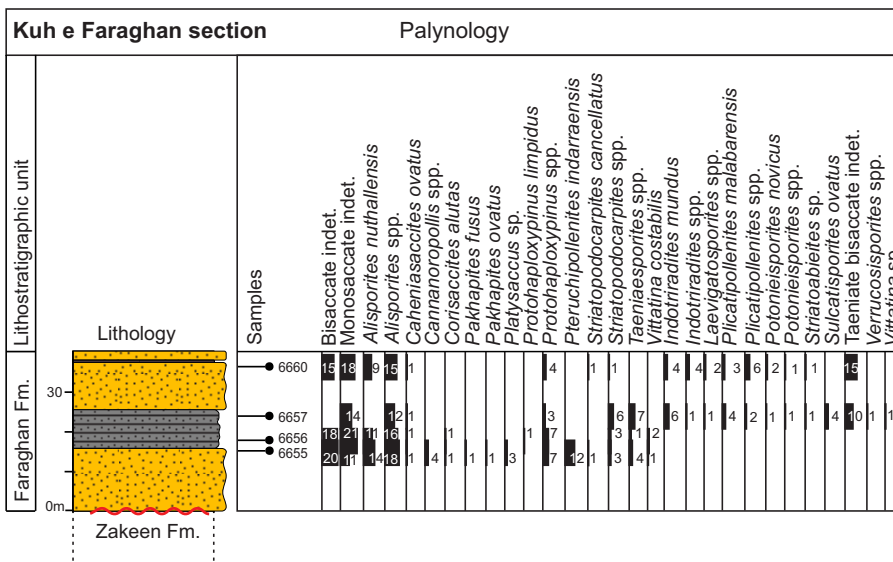 Kuh e Faraghan section Palynology
Lithostratigraphic unit
Lithology
Samples
Bisaccate indet.
Monosaccate indet.
Alisporites nuthallensis
Alisporites spp.
Caheniasaccites ovatus
Cannanoropollis spp.
Corisaccites alutas
Pakhapites fusus
Pakhapites ovatus
Platysaccus sp.
Protohaploxypinus limpidus
Protohaploxypinus spp.
Pteruchipollenites indarraensis
Striatopodocarpites cancellatus
Striatopodocarpites spp.
Taeniaesporites spp.
Vittatina costabilis
Indotriradites mundus
Indotriradites spp.
Laevigatosporites spp.
Plicatipollenites malabarensis
Plicatipollenites spp.
Potonieisporites novicus
Potonieisporites spp.
Striatoabieites sp.
Sulcatisporites ovatus
Taeniate bisaccate indet.
Verrucosisporites spp.
Vittatina sp.
Faraghan Fm.
30
0m
6660 15 18 9 15 1 4 1 1 4 4 2 3 6 2 1 1 15
6657 14 12 1 3 6 7 6 1 1 4 2 1 1 1 4 10 1 1
6656 18 21 11 16 1 1 1 7 3 1 2
6655 20 11 14 18 1 4 1 1 1 3 7 12 1 3 4 1
Zakeen Fm.